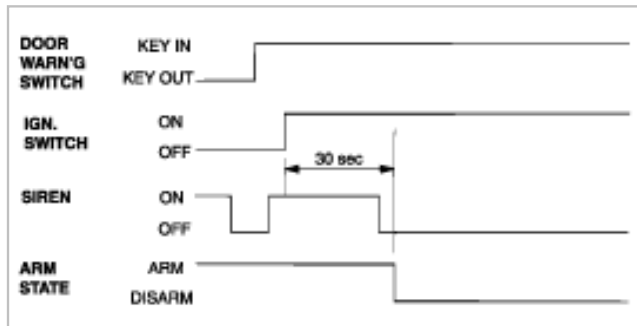 DOOR
WARN'G
SWITCH
KEY IN
KEY OUT
IGN.
SWITCH
ON
OFF
30 sec
SIREN
ON
OFF
ARM
STATE
ARM
DISARM